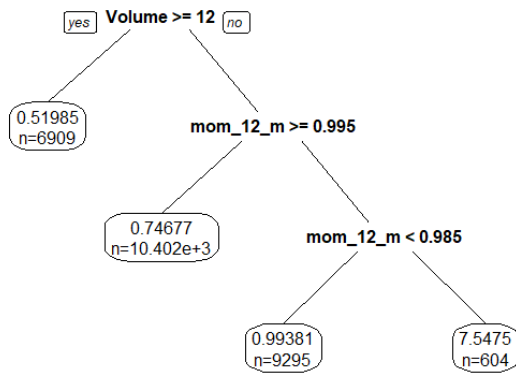 yes Volume >= 12 no
0.51985
n=6909
mom_12_m >= 0.995
0.74677
n=10.402e+3
mom_12_m < 0.985
0.99381
n=9295
7.5475
n=604